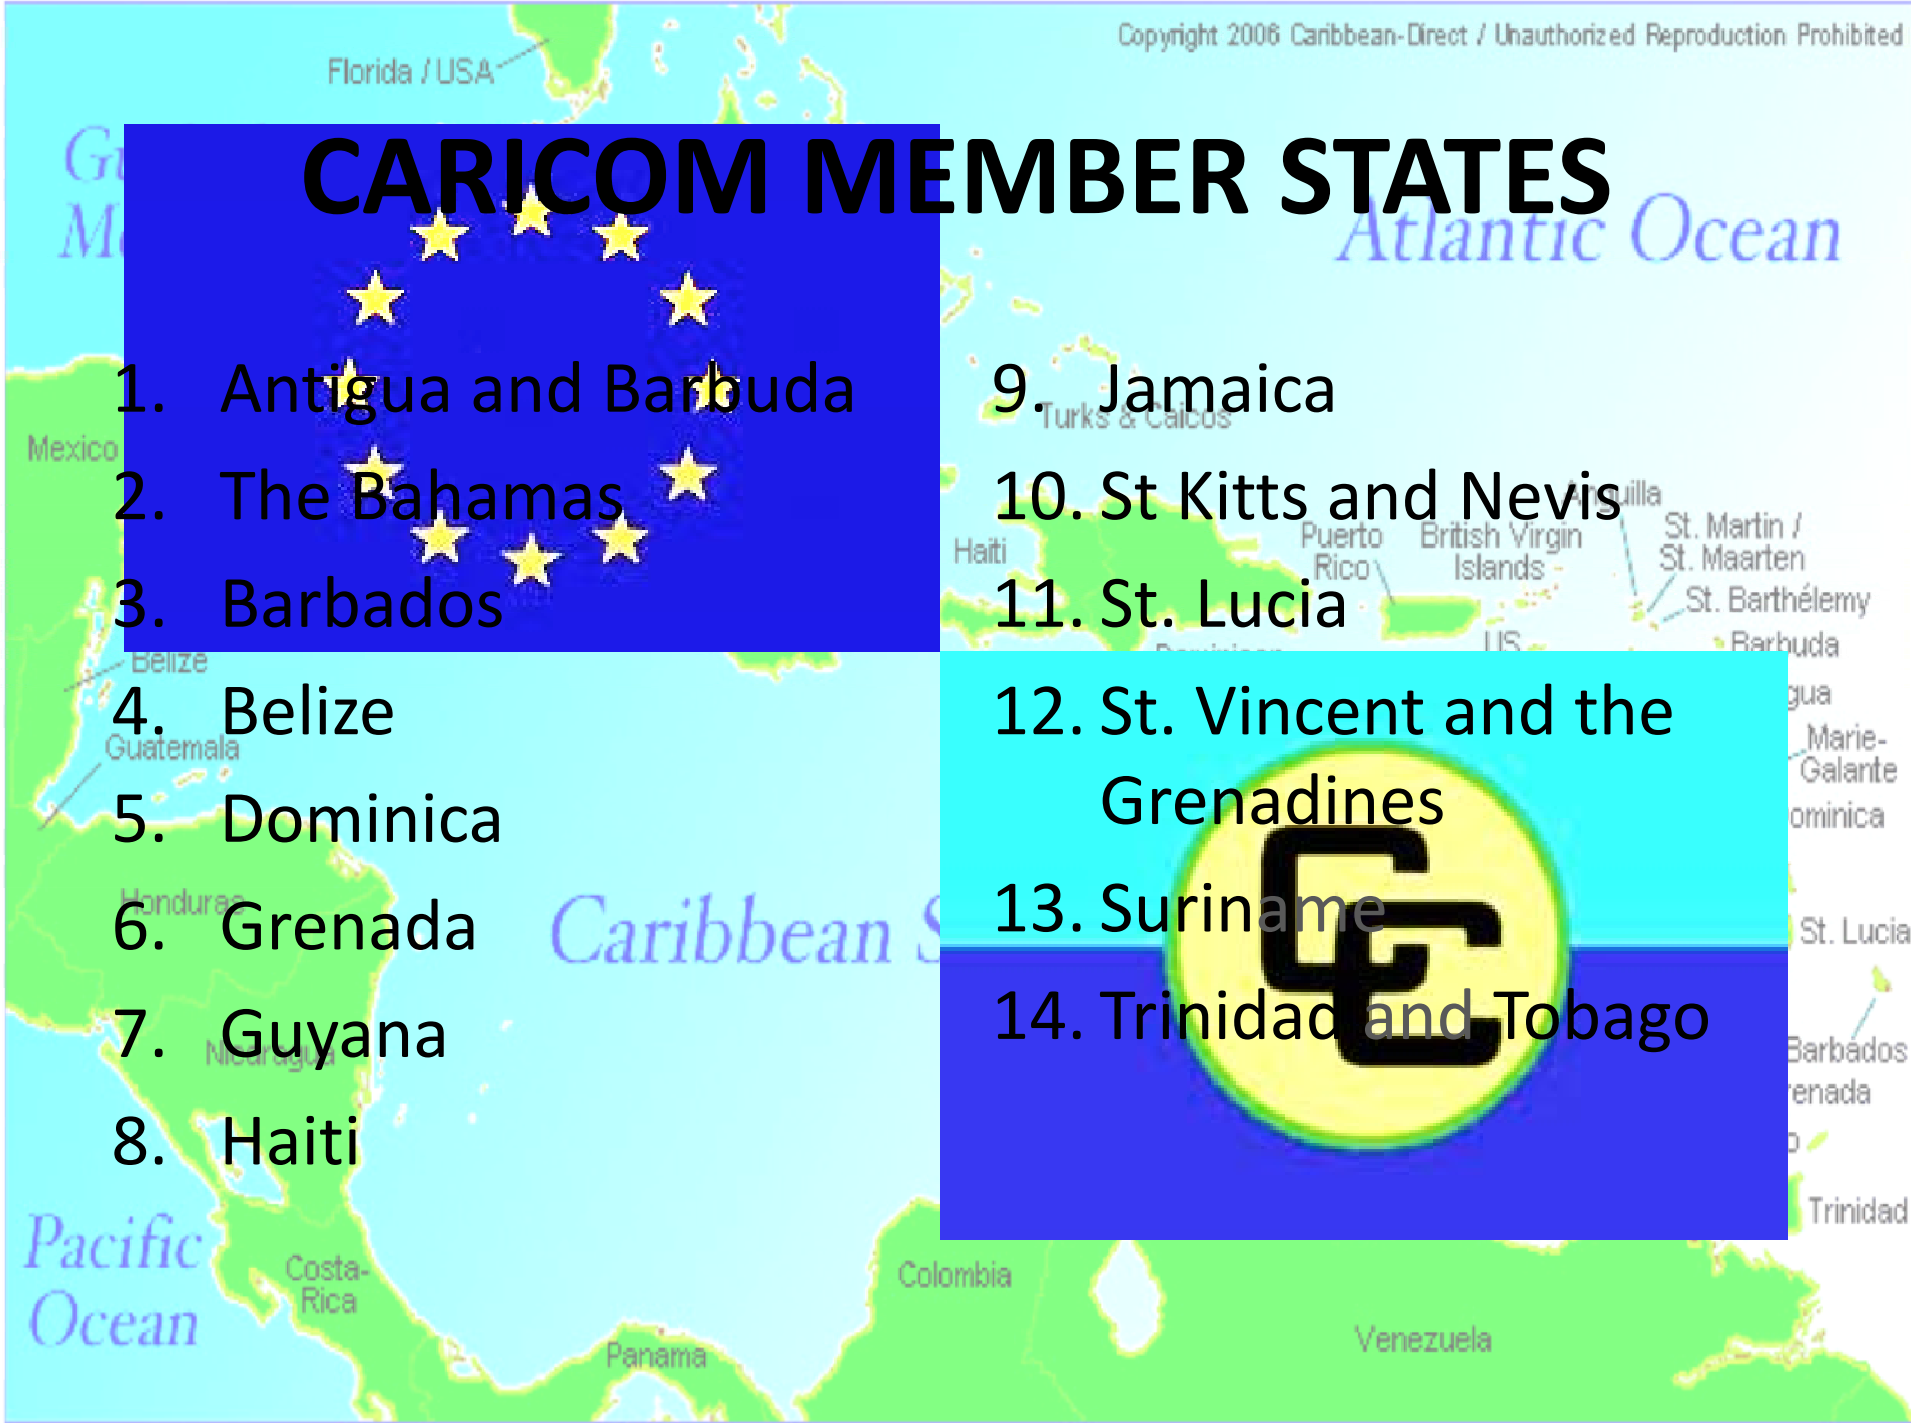 Copyright 2006 Caribbean-Direct / Unauthorized Reproduction Prohibited
Florida / USA
CARICOM MEMBER STATES
Atlantic Ocean
1. Antigua and Barbuda
2. The Bahamas
3. Barbados
4. Belize
5. Dominica
6. Grenada
7. Guyana
8. Haiti
9. Jamaica
10. St Kitts and Nevis
11. St. Lucia
12. St. Vincent and the
Grenadines
13. Suriname
14. Trinidad and Tobago
Mexico
Turks & Caicos
Anguilla
Haiti
Puerto
Rico
British Virgin
Islands
St. Martin /
St. Maarten
St. Barthélemy
US
Barbuda
Belize
Guatemala
Marie-
Galante
Honduras
Caribbean
St. Lucia
Nicaragua
Barbados
Trinidad
Pacific
Ocean
Costa-
Rica
Colombia
Venezuela
Panama